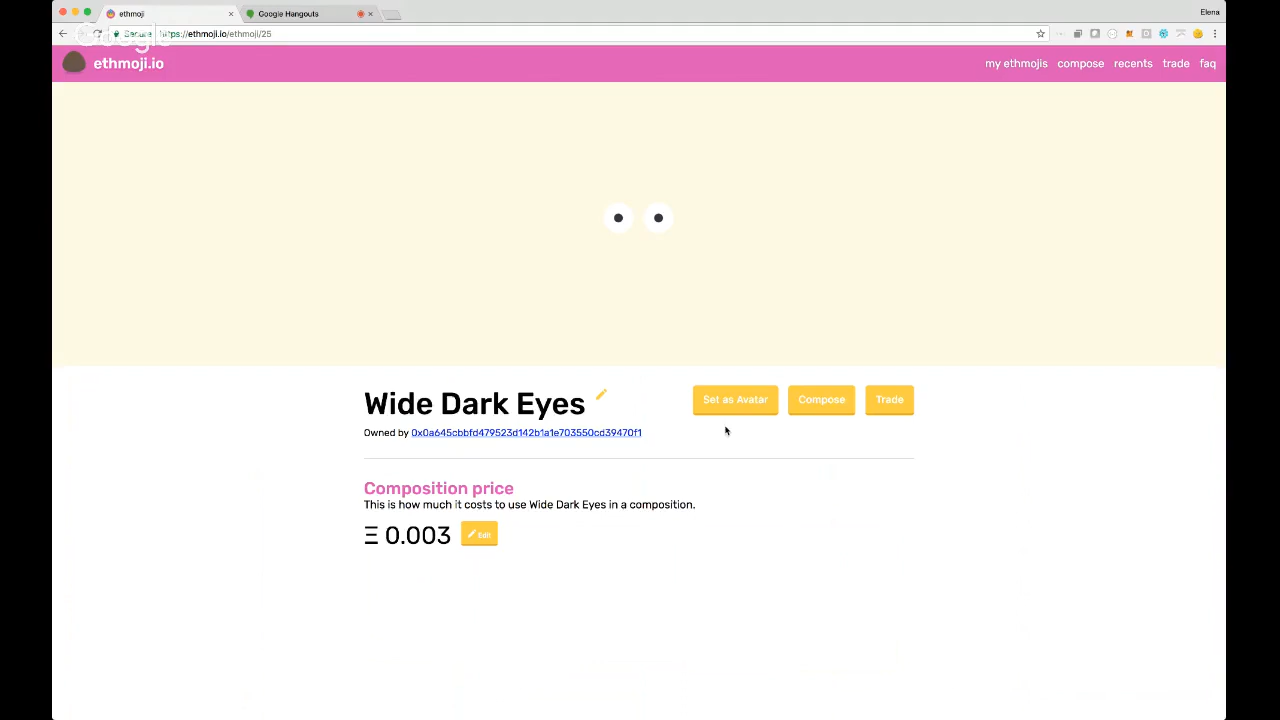 ethmoji
Google Hangouts
Elena
Google
Secure
https://ethmoji.io/ethmoji/25
ethmoji.io
my ethmojis
compose
recents
trade
faq
Wide Dark Eyes
Set as Avatar
Compose
Trade
Owned by 0x0a645cbbfd479523d142b1a1e703550cd39470f1
Composition price
This is how much it costs to use Wide Dark Eyes in a composition.
Ξ 0.003
Edit